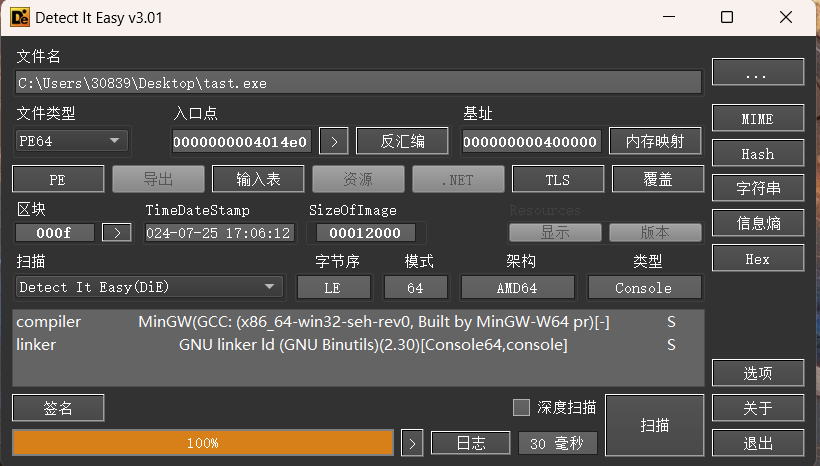 Detect It Easy v3.01
文件名
C:\Users\30839\Desktop\tast.exe
...
文件类型 入口点 基址
PE64 0000000004014e0 > 反汇编 000000000400000 内存映射 MIME
Hash
PE 导出 输入表 资源 .NET TLS 覆盖 字符串
区块 TimeDateStamp SizeOfImage Resources
000f > 024-07-25 17:06:12 00012000 显示 版本 信息熵
扫描 字节序 模式 架构 类型 Hex
Detect It Easy(DiE) LE 64 AMD64 Console
compiler MinGW(GCC: (x86_64-win32-seh-rev0, Built by MinGW-W64 pr)[-] S
linker GNU linker ld (GNU Binutils)(2.30)[Console64,console] S
选项
签名 深度扫描 扫描 关于
100% > 日志 30 毫秒 退出